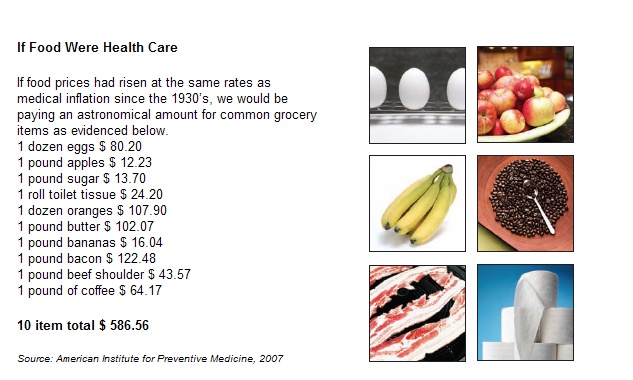 If Food Were Health Care
If food prices had risen at the same rates as
medical inflation since the 1930's, we would be
paying an astronomical amount for common grocery
items as evidenced below.
1 dozen eggs $ 80.20
1 pound apples $ 12.23
1 pound sugar $ 13.70
1 roll toilet tissue $ 24.20
1 dozen oranges $ 107.90
1 pound butter $ 102.07
1 pound bananas $ 16.04
1 pound bacon $ 122.48
1 pound beef shoulder $ 43.57
1 pound of coffee $ 64.17
10 item total $ 586.56
Source: American Institute for Preventive Medicine, 2007